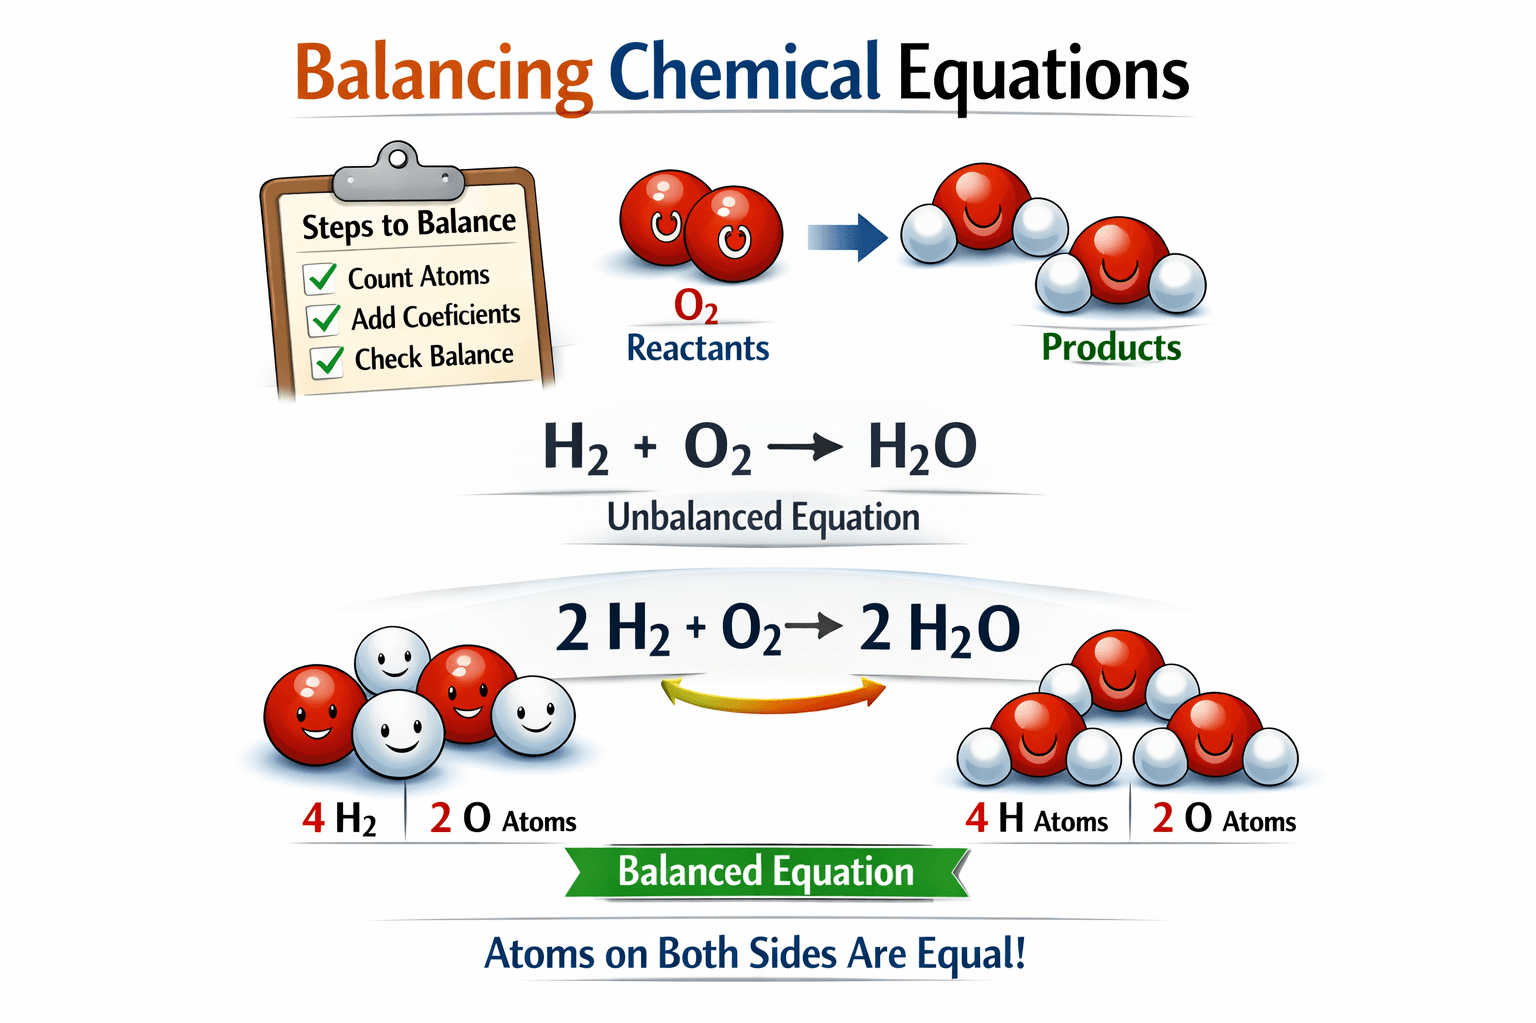 Balancing Chemical Equations
Steps to Balance
Count Atoms
Add Coeficients
Check Balance
O₂
Reactants
Products
H₂ + O₂ → H₂O
Unbalanced Equation
2 H₂ + O₂ → 2 H₂O
4 H₂ | 2 O Atoms
4 H Atoms | 2 O Atoms
Balanced Equation
Atoms on Both Sides Are Equal!